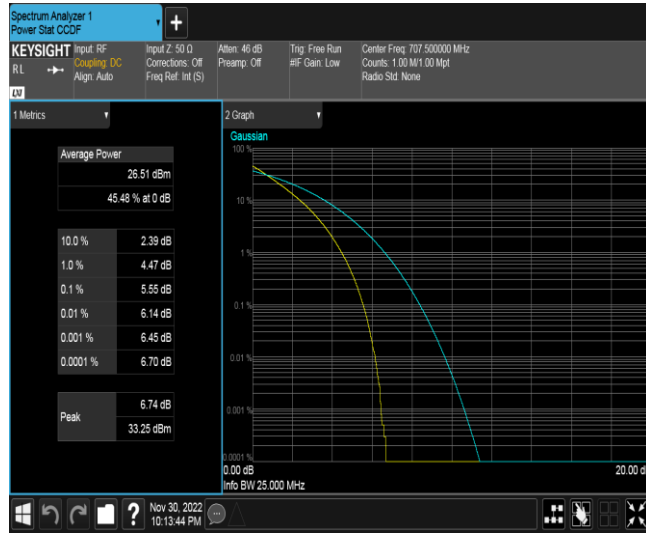 Spectrum Analyzer 1
Power Stat CCDF
+
KEYSIGHT
RL
LXI
Input: RF
Coupling: DC
Align: Auto
Input Z: 50 Ω
Corrections: Off
Freq Ref: Int (S)
Atten: 46 dB
Preamp: Off
Trig: Free Run
#IF Gain: Low
Center Freq: 707.500000 MHz
Counts: 1.00 M/1.00 Mpt
Radio Std: None
1 Metrics
Average Power
26.51 dBm
45.48 % at 0 dB
10.0 % 2.39 dB
1.0 % 4.47 dB
0.1 % 5.55 dB
0.01 % 6.14 dB
0.001 % 6.45 dB
0.0001 % 6.70 dB
Peak
6.74 dB
33.25 dBm
2 Graph
Gaussian
100 %
10 %
1 %
0.1 %
0.01 %
0.001 %
0.0001 %
0.00 dB 20.00 d
Info BW 25.000 MHz
? Nov 30, 2022
10:13:44 PM